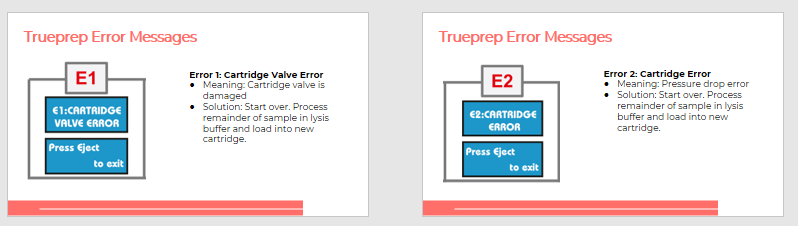 Trueprep Error Messages
E1
E1:CARTRIDGE
VALVE ERROR
Press Eject
to exit
Error 1: Cartridge Valve Error
● Meaning: Cartridge valve is
damaged
● Solution: Start over. Process
remainder of sample in lysis
buffer and load into new
cartridge.
Trueprep Error Messages
E2
E2:CARTRIDGE
ERROR
Press Eject
to exit
Error 2: Cartridge Error
● Meaning: Pressure drop error
● Solution: Start over. Process
remainder of sample in lysis
buffer and load into new
cartridge.